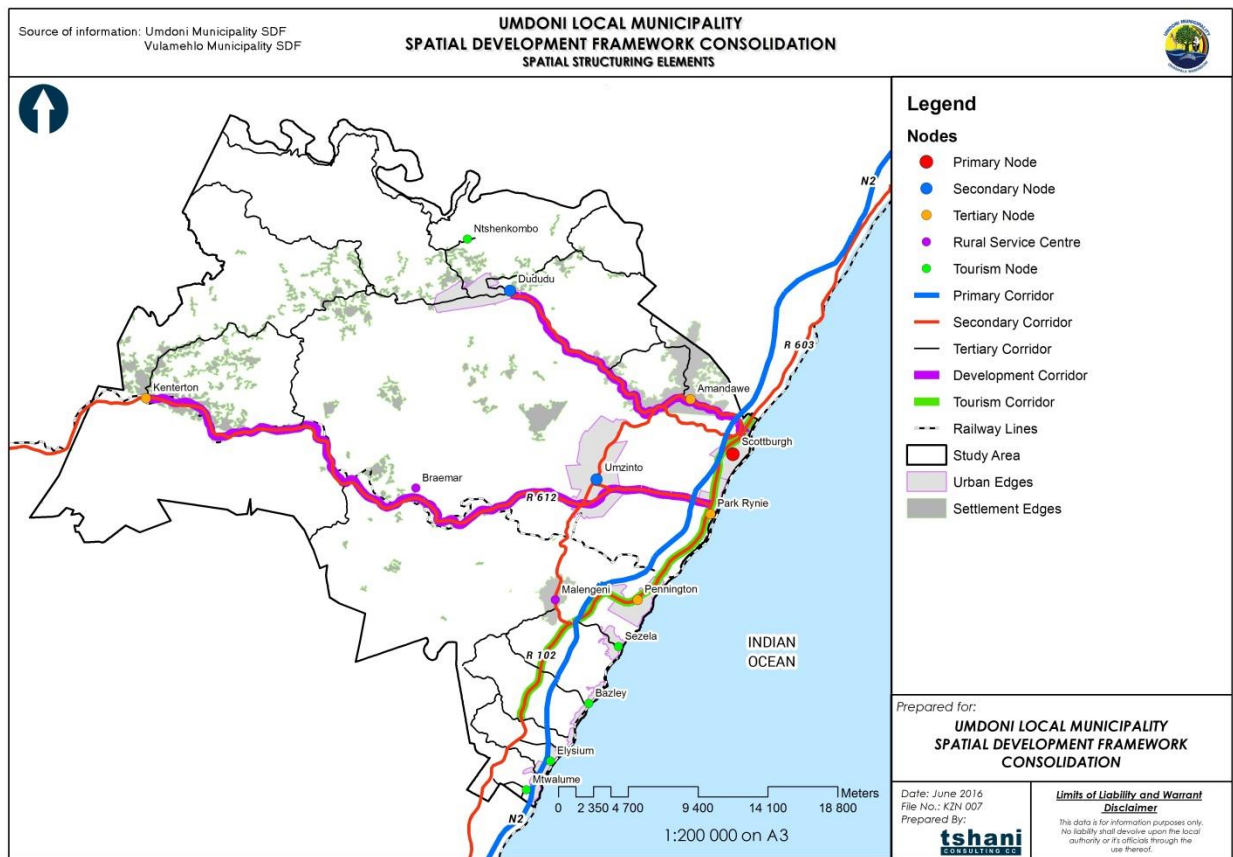 Source of information: Umdoni Municipality SDF
Vulamehlo Municipality SDF
UMDONI LOCAL MUNICIPALITY
SPATIAL DEVELOPMENT FRAMEWORK CONSOLIDATION
SPATIAL STRUCTURING ELEMENTS
Legend
Nodes
Primary Node
Secondary Node
Tertiary Node
Rural Service Centre
Tourism Node
Primary Corridor
Secondary Corridor
Tertiary Corridor
Development Corridor
Tourism Corridor
Railway Lines
Study Area
Urban Edges
Settlement Edges
N2
Ntshenkombo
Dududu
R 603
Kenterton
Amandawe
Scottburgh
Umzinto
Braemar
R 612
Park Rynie
Malengeni
Pennington
Sezela
INDIAN
OCEAN
R 102
Bazley
Elysium
Mtwalume
N2
Meters
0 2 350 4 700 9 400 14 100 18 800
1:200 000 on A3
Prepared for:
UMDONI LOCAL MUNICIPALITY
SPATIAL DEVELOPMENT FRAMEWORK
CONSOLIDATION
Date: June 2016
File No.: KZN 007
Prepared By:
tshani
CONSULTING CC
Limits of Liability and Warrant
Disclaimer
This data is for information purposes only.
No liability shall devolve upon the local
authority or it's officials through the
use thereof.